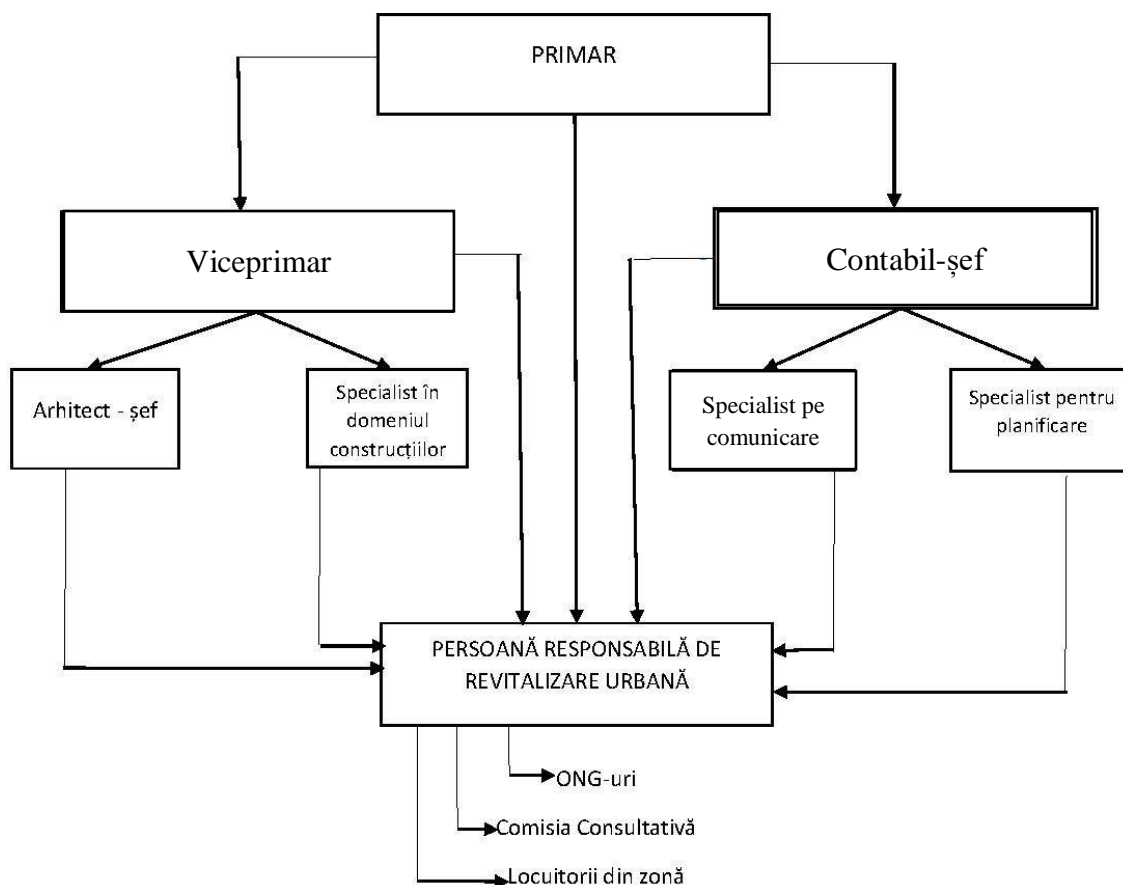 PRIMAR
Viceprimar
Contabil-șef
Arhitect - șef
Specialist în
domeniul
construcțiilor
Specialist pe
comunicare
Specialist pentru
planificare
PERSOANĂ RESPONSABILĂ DE
REVITALIZARE URBANĂ
ONG-uri
Comisia Consultativă
Locuitorii din zonă